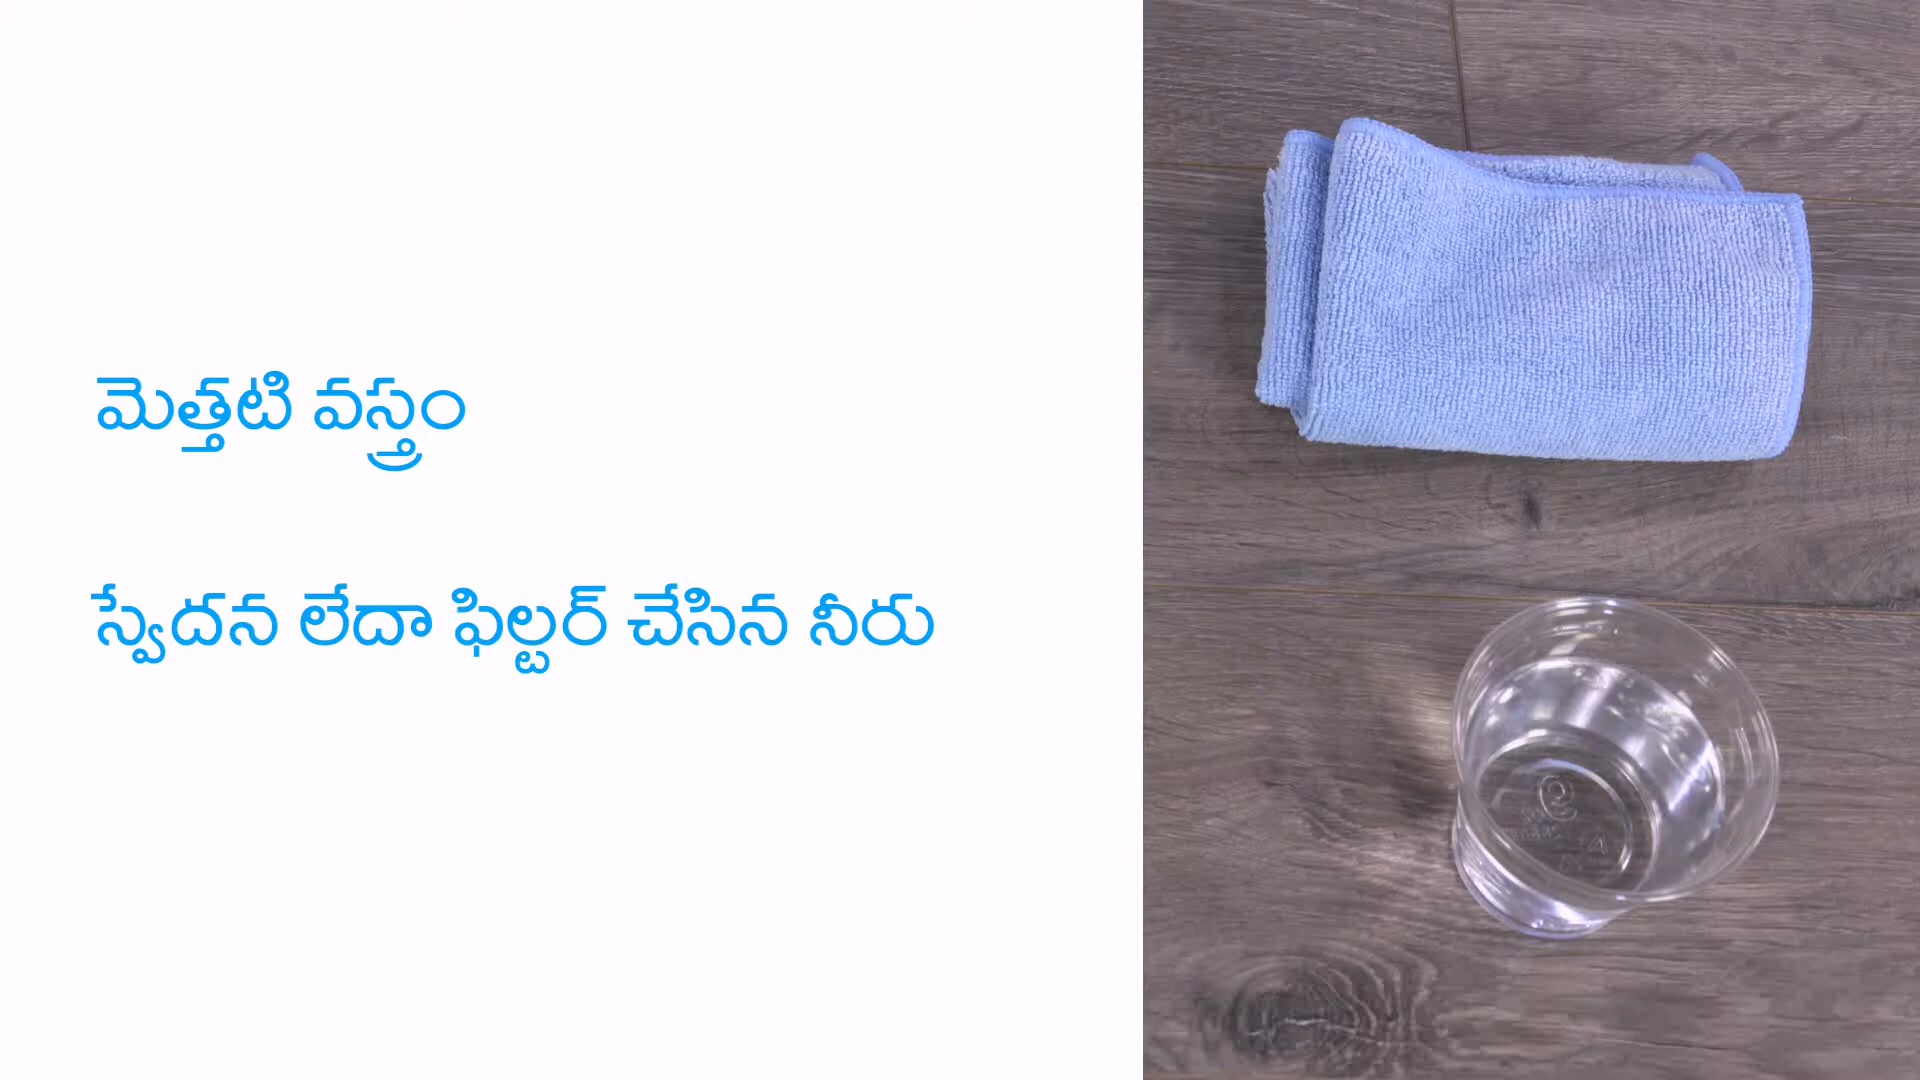 మెత్తటి వస్త్రం
స్వేదన లేదా ఫిల్టర్ చేసిన నీరు